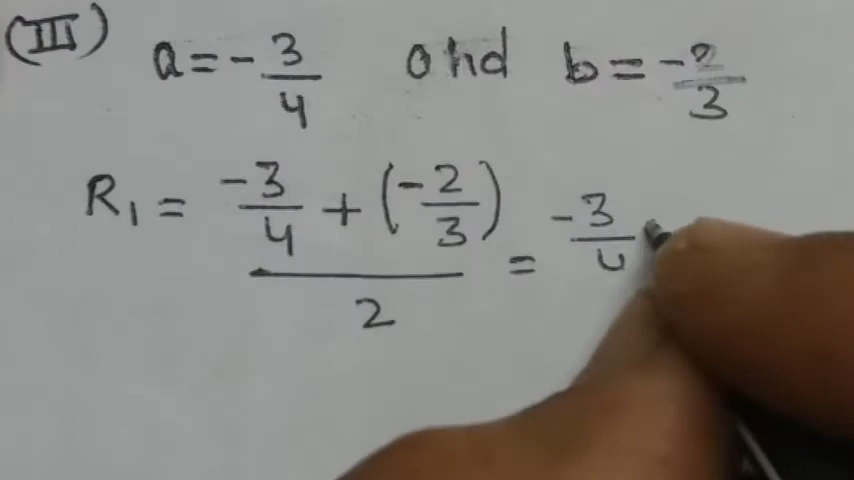 (III) a = -3/4 and b = -2/3
R₁ = (-3/4 + (-2/3))/2 = -3/4